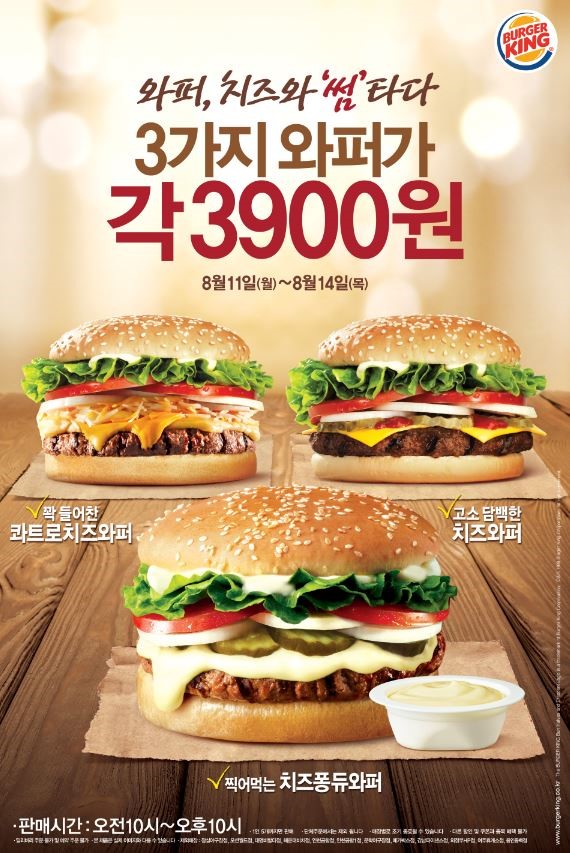 BURGER
KING
와퍼, 치즈와 '썸'타다
3가지 와퍼가
각 3900원
8월11일(월)~8월14일(목)
꽉 들어찬
콰트로치즈와퍼
고소 담백한
치즈와퍼
찍어먹는 치즈퐁듀와퍼
· 판매시간 : 오전10시~오후10시
www.burgerking.co.kr